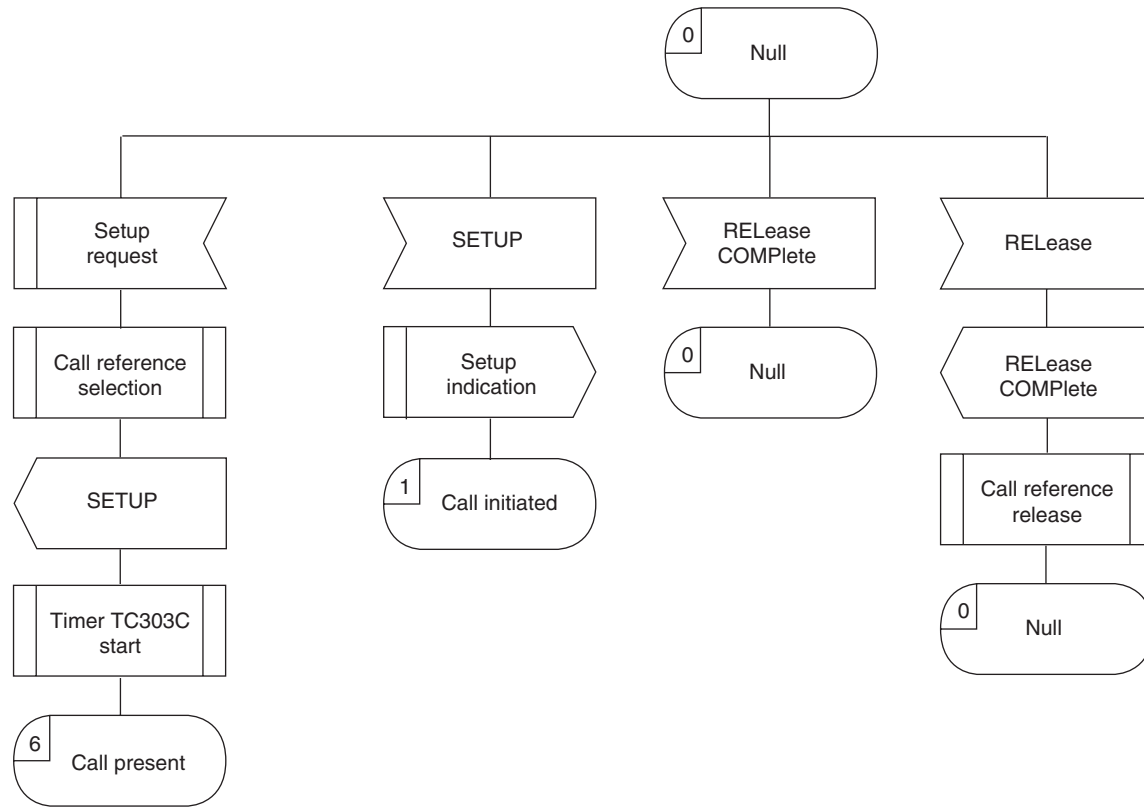 0
Null
Setup
request
SETUP
RELease
COMPlete
RELease
Call reference
selection
Setup
indication
0
Null
RELease
COMPlete
SETUP
1
Call initiated
Call reference
release
Timer TC303C
start
0
Null
6
Call present